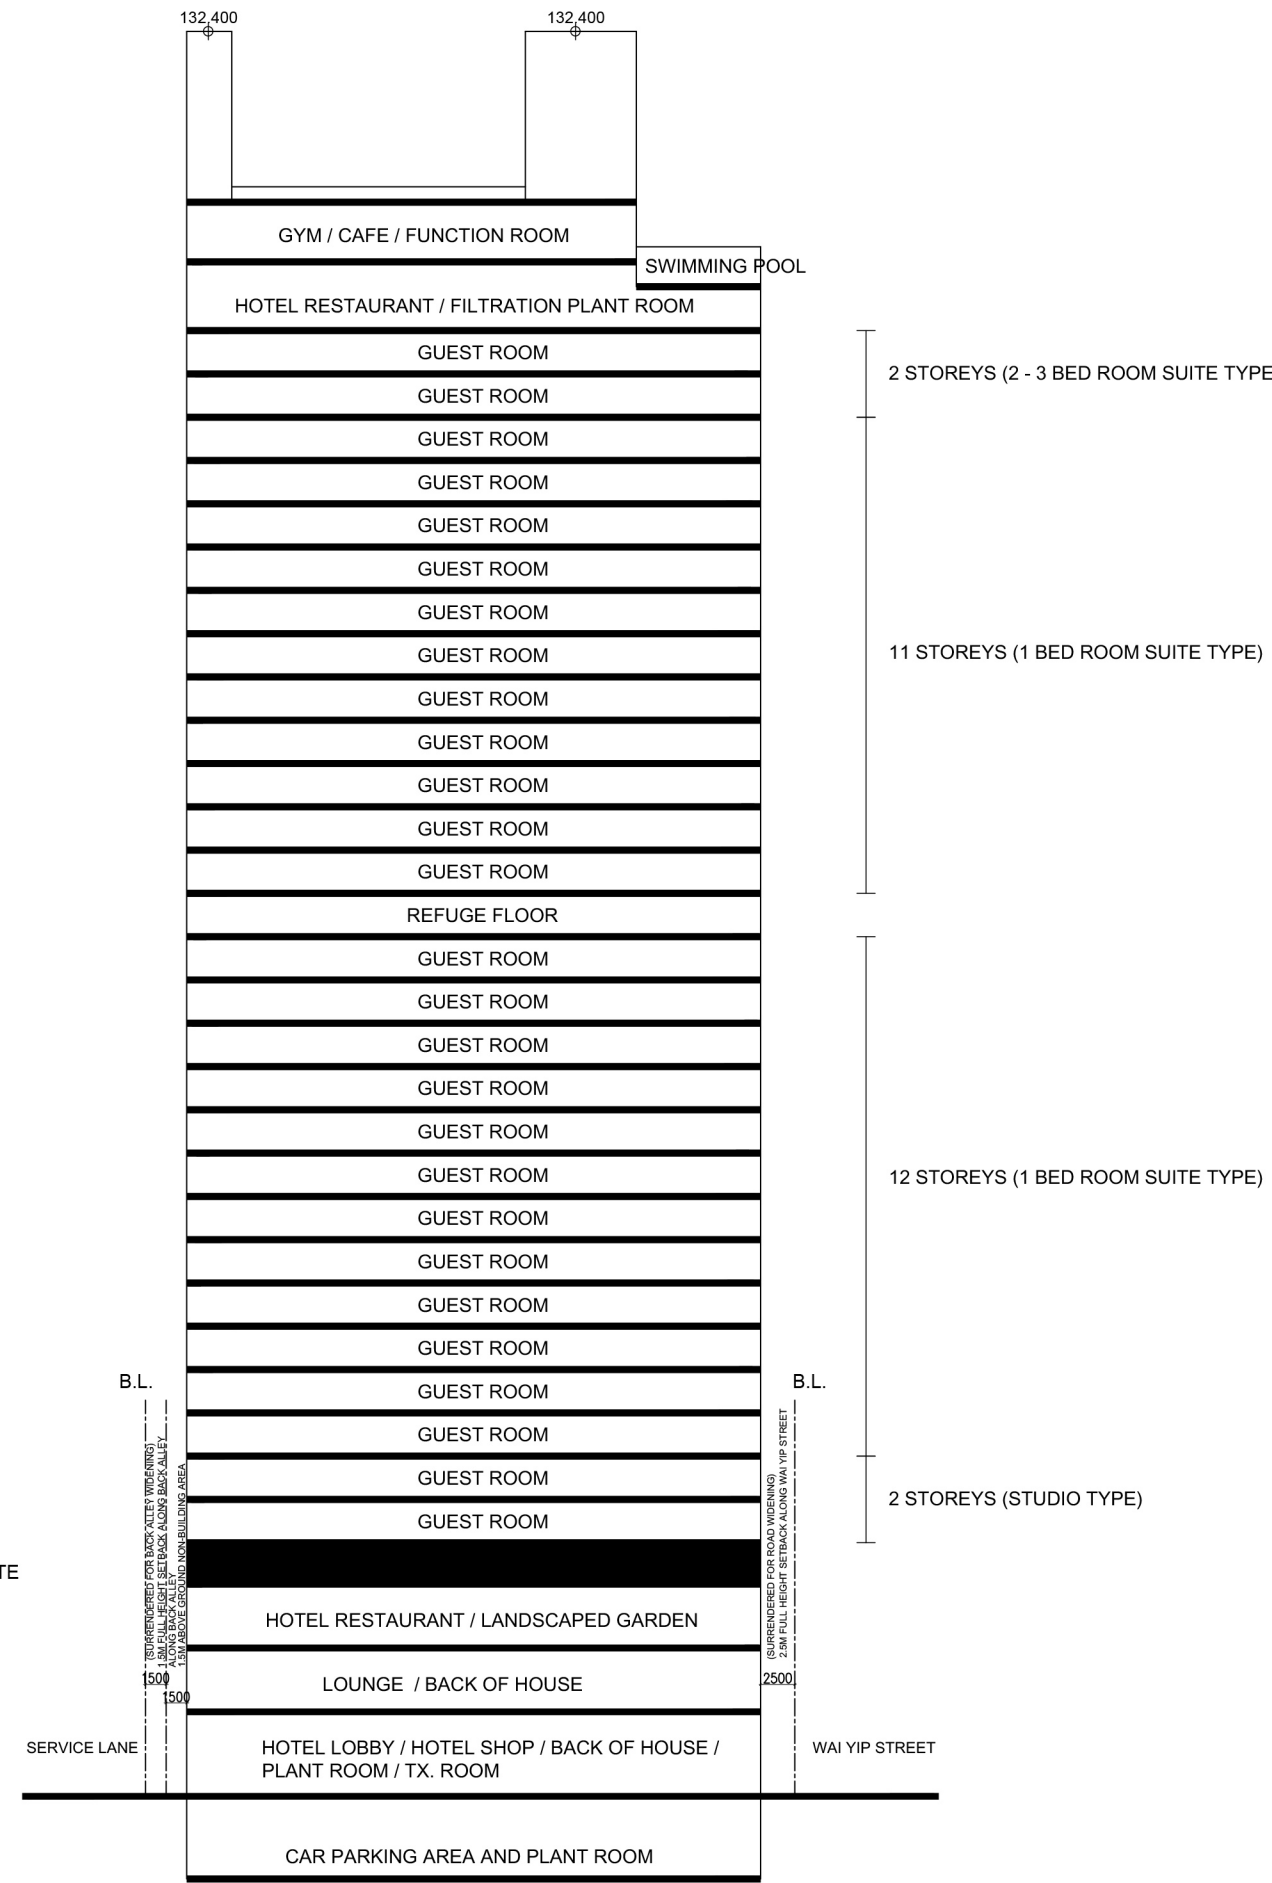 132,400
132,400
GYM / CAFE / FUNCTION ROOM
SWIMMING POOL
HOTEL RESTAURANT / FILTRATION PLANT ROOM
GUEST ROOM
2 STOREYS (2 - 3 BED ROOM SUITE TYPE
GUEST ROOM
GUEST ROOM
GUEST ROOM
GUEST ROOM
GUEST ROOM
GUEST ROOM
GUEST ROOM
11 STOREYS (1 BED ROOM SUITE TYPE)
GUEST ROOM
GUEST ROOM
GUEST ROOM
GUEST ROOM
GUEST ROOM
REFUGE FLOOR
GUEST ROOM
GUEST ROOM
GUEST ROOM
GUEST ROOM
GUEST ROOM
GUEST ROOM
12 STOREYS (1 BED ROOM SUITE TYPE)
GUEST ROOM
GUEST ROOM
GUEST ROOM
GUEST ROOM
GUEST ROOM
GUEST ROOM
GUEST ROOM
2 STOREYS (STUDIO TYPE)
GUEST ROOM
B.L.
B.L.
(SURRENDERED FOR BACK ALLEY WIDENING)
1.5M FULL HEIGHT SETBACK ALONG BACK ALLEY
ALONG BACK ALLEY
1.5M ABOVE GROUND NON-BUILDING AREA
(SURRENDERED FOR ROAD WIDENING)
2.5M FULL HEIGHT SETBACK ALONG WAI YIP STREET
TE
HOTEL RESTAURANT / LANDSCAPED GARDEN
1500
1500
LOUNGE / BACK OF HOUSE
2500
SERVICE LANE
HOTEL LOBBY / HOTEL SHOP / BACK OF HOUSE /
PLANT ROOM / TX. ROOM
WAI YIP STREET
CAR PARKING AREA AND PLANT ROOM